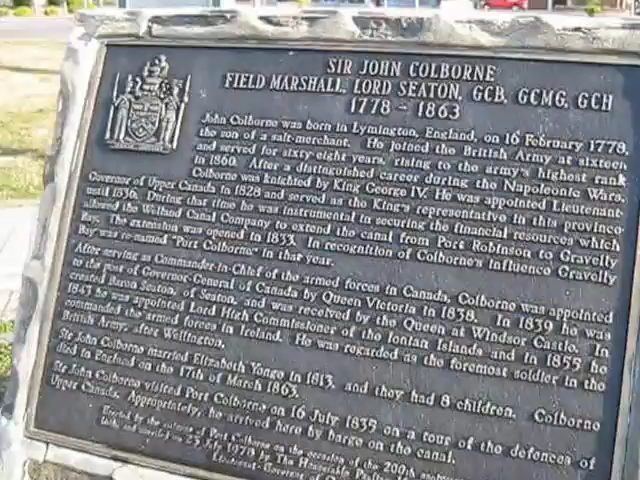 SIR JOHN COLBORNE
FIELD MARSHALL, LORD SEATON, GCB, GCMG, GCH
1778 - 1863
John Colborne was born in Lymington, England, on 16 February 1778,
the son of a salt-merchant. He joined the British Army at sixteen
and served for sixty eight years, rising to the army's highest rank
in 1860. After a distinguished career during the Napoleonic Wars,
Colborne was knighted by King George IV. He was appointed Lieutenant
Governor of Upper Canada in 1828 and served as the King's representative in this province
until 1836. During that time he was instrumental in securing the financial resources which
allowed the Welland Canal Company to extend the canal from Port Robinson to Gravelly
Bay. The extension was opened in 1833. In recognition of Colborne's influence Gravelly
Bay was re-named "Port Colborne" in that year.
After serving as Commander-in-Chief of the armed forces in Canada, Colborne was appointed
to the post of Governor-General of Canada by Queen Victoria in 1838. In 1839 he was
created Baron Seaton, of Seaton, and was received by the Queen at Windsor Castle. In
1843 he was appointed Lord High Commissioner of the Ionian Islands and in 1855 he
commanded the armed forces in Ireland. He was regarded as the foremost soldier in the
British Army, after Wellington.
Sir John Colborne married Elizabeth Yonge in 1813, and they had 8 children. Colborne
died in England on the 17th of March 1863.
Sir John Colborne visited Port Colborne on 16 July 1835 on a tour of the defences of
Upper Canada. Appropriately, he arrived here by barge on the canal.
Erected by the citizens of Port Colborne on the occasion of the 200th
birth, and unveiled on 25 July 1978 by The Honorable
Lieutenant-Governor of